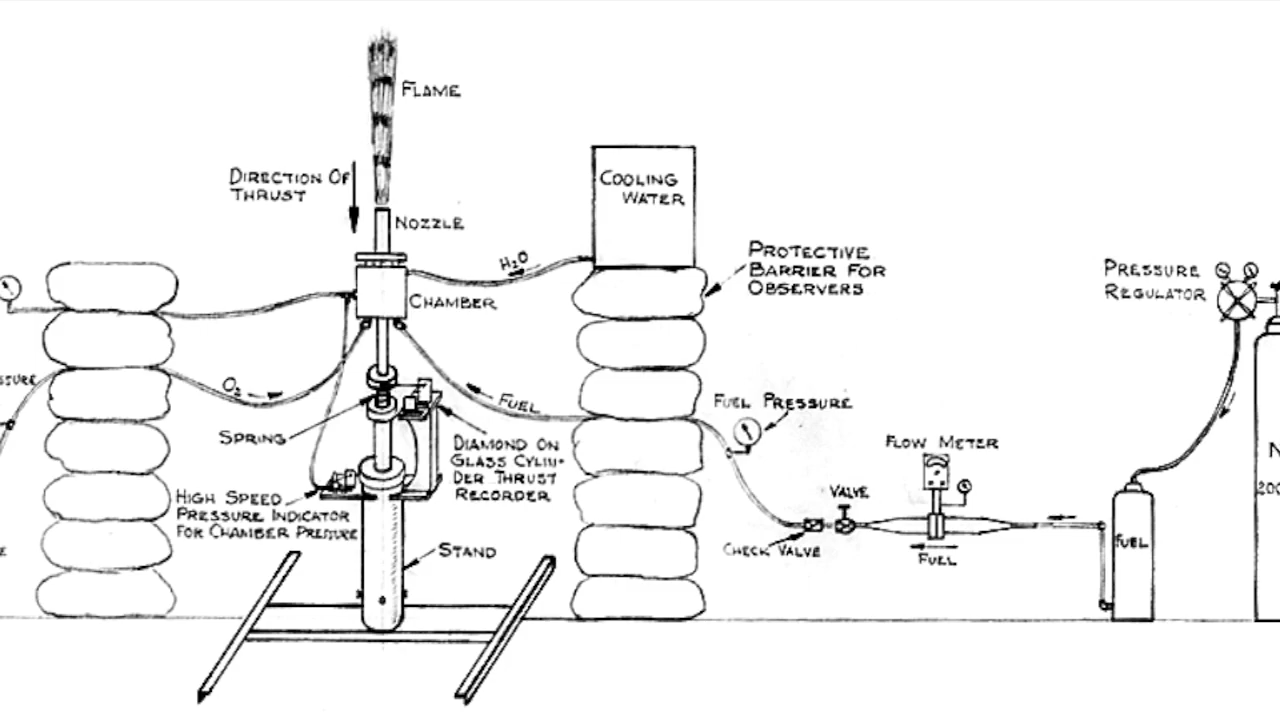 FLAME
DIRECTION OF
THRUST
NOZZLE
COOLING
WATER
H2O
PROTECTIVE
BARRIER FOR
OBSERVERS
PRESSURE
REGULATOR
CHAMBER
O2
FUEL
FUEL PRESSURE
SPRING
DIAMOND ON
GLASS CYLIN-
DER THRUST
RECORDER
FLOW METER
HIGH SPEED
PRESSURE INDICATOR
FOR CHAMBER PRESSURE
VALVE
CHECK VALVE
STAND
FUEL
FUEL
N
200